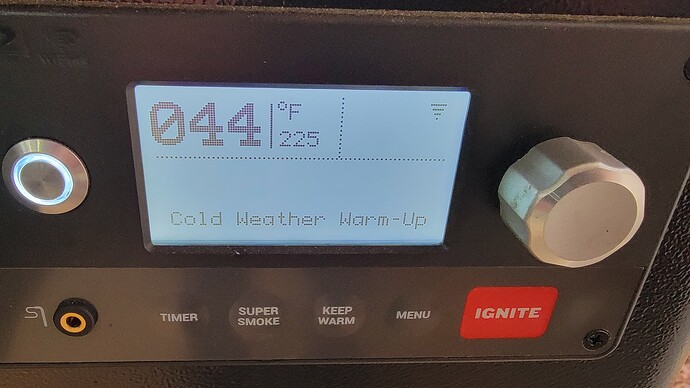 044 °F
225
Cold Weather Warm-Up
TIMER
SUPER
SMOKE
KEEP
WARM
MENU
IGNITE